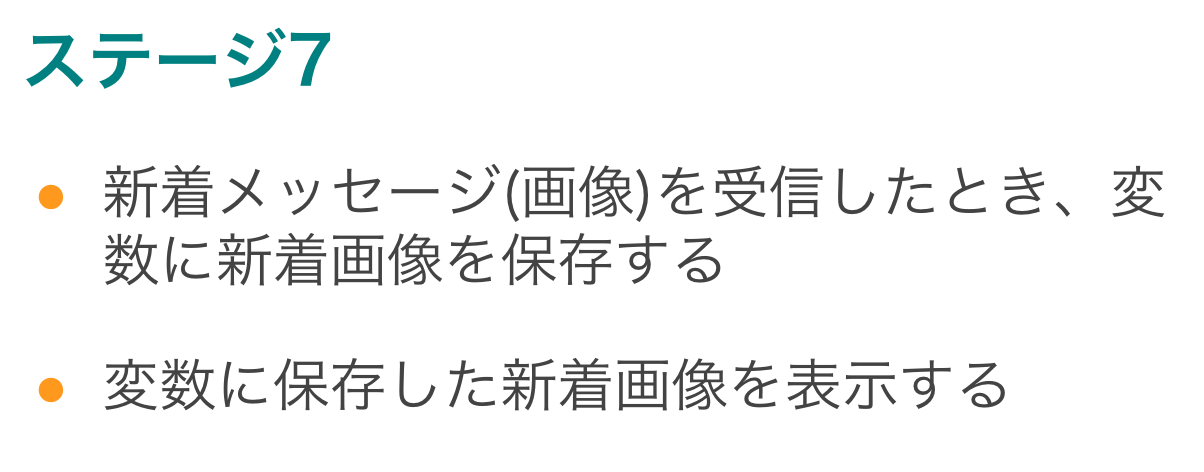 ステージ7
● 新着メッセージ(画像)を受信したとき、変
数に新着画像を保存する
● 変数に保存した新着画像を表示する